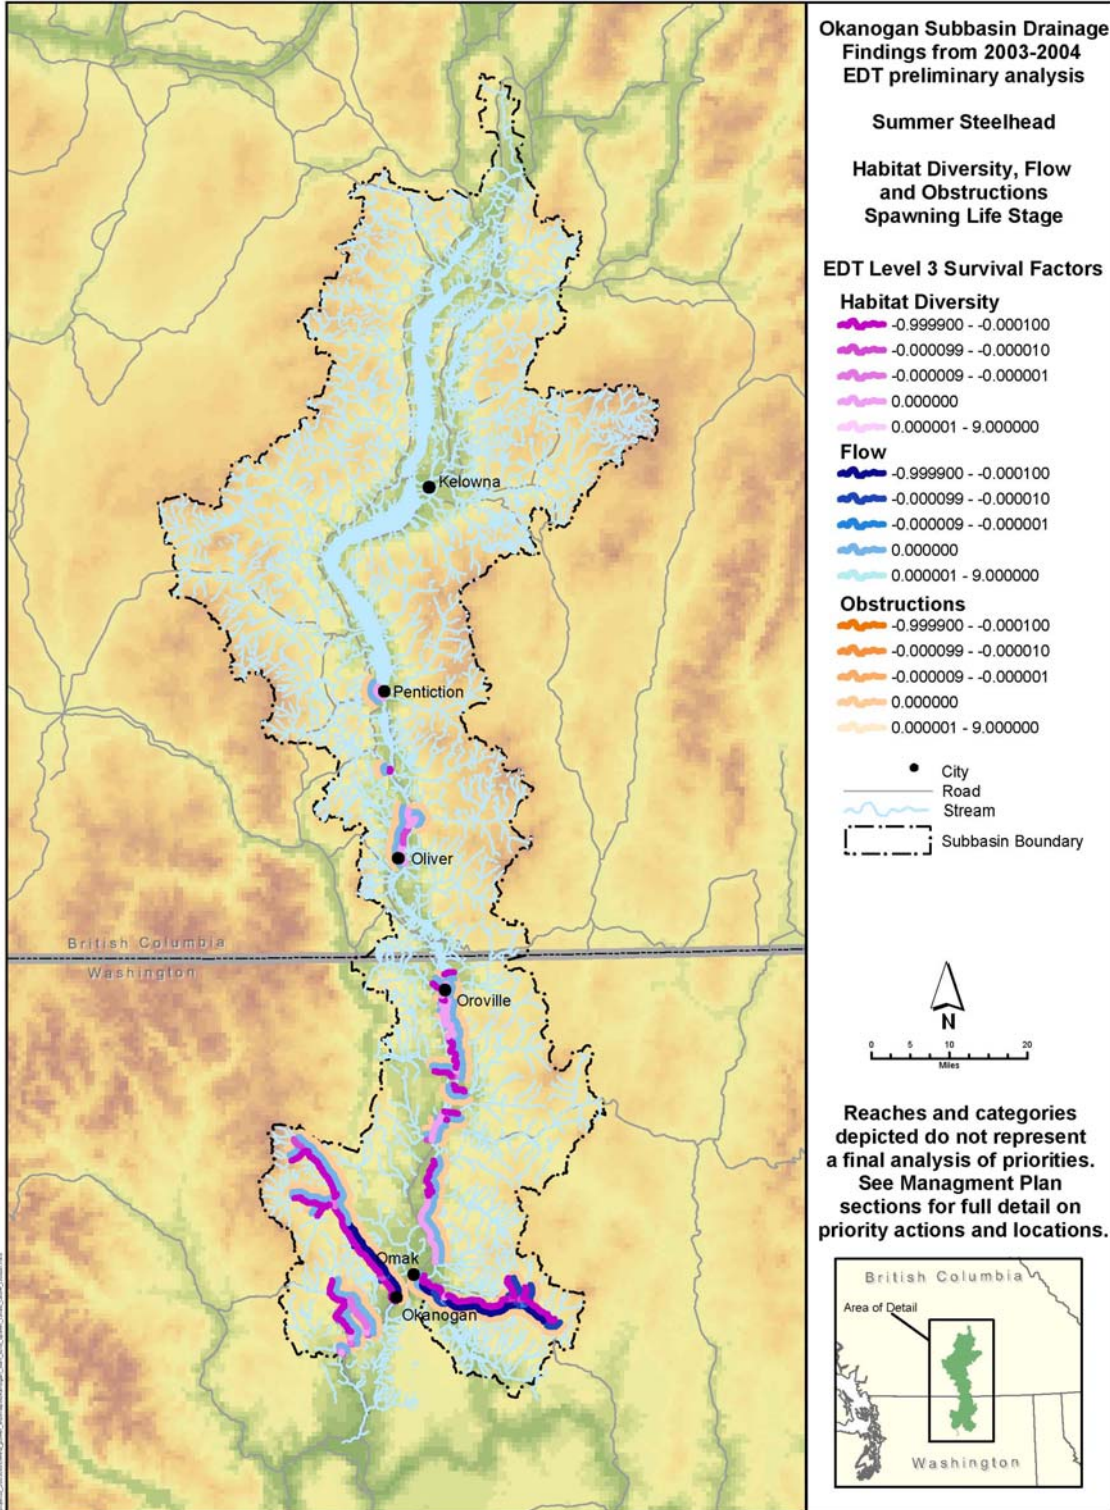 Okanogan Subbasin Drainage
Findings from 2003-2004
EDT preliminary analysis
Summer Steelhead
Habitat Diversity, Flow
and Obstructions
Spawning Life Stage
EDT Level 3 Survival Factors
Habitat Diversity
-0.999900 - -0.000100
-0.000099 - -0.000010
-0.000009 - -0.000001
0.000000
0.000001 - 9.000000
Flow
-0.999900 - -0.000100
-0.000099 - -0.000010
-0.000009 - -0.000001
0.000000
0.000001 - 9.000000
Obstructions
-0.999900 - -0.000100
-0.000099 - -0.000010
-0.000009 - -0.000001
0.000000
0.000001 - 9.000000
City
Road
Stream
Subbasin Boundary
N
0 5 10 20
Miles
Reaches and categories
depicted do not represent
a final analysis of priorities.
See Managment Plan
sections for full detail on
priority actions and locations.
British Columbia
Area of Detail
Washington
Kelowna
Pentiction
Oliver
British Columbia
Washington
Oroville
Omak
Okanogan